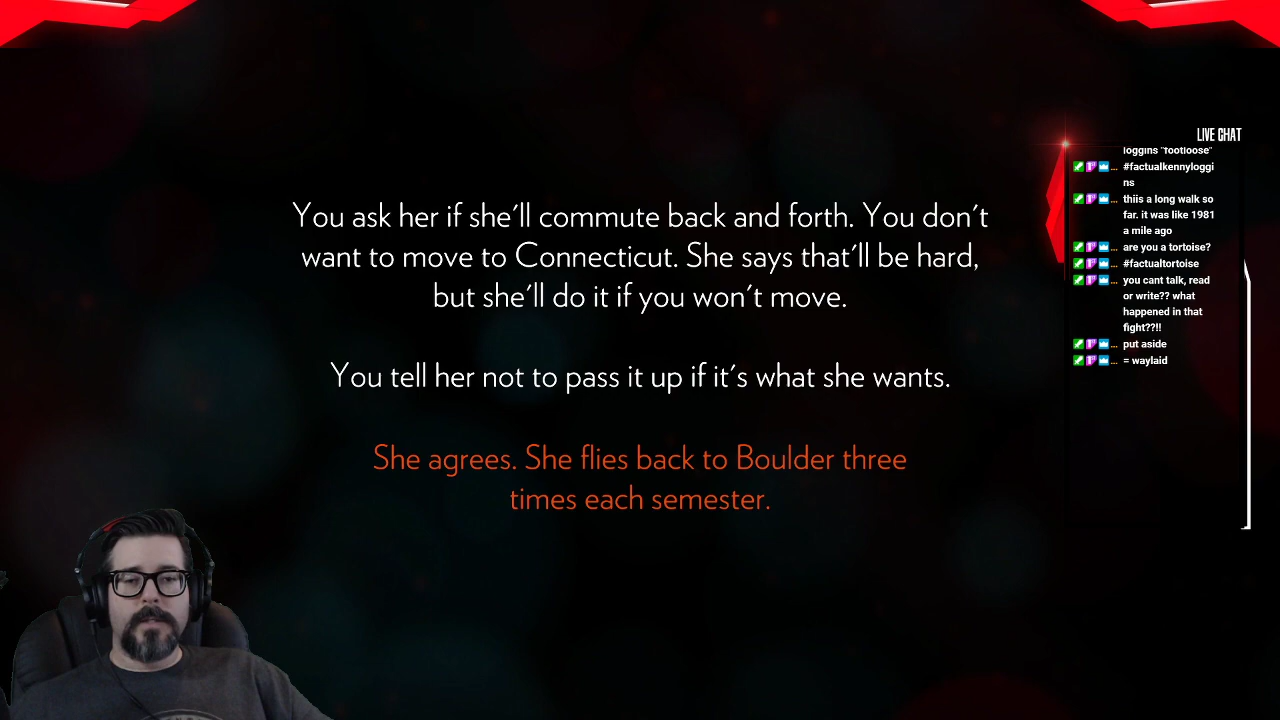 You ask her if she'll commute back and forth. You don't
want to move to Connecticut. She says that'll be hard,
but she'll do it if you won't move.
You tell her not to pass it up if it's what she wants.
She agrees. She flies back to Boulder three
times each semester.
LIVE CHAT
loggins "footloose"
... #factualkennyloggi
ns
... thiis a long walk so
far. it was like 1981
a mile ago
... are you a tortoise?
... #factualtortoise
... you cant talk, read
or write?? what
happened in that
fight??!!
... put aside
... = waylaid